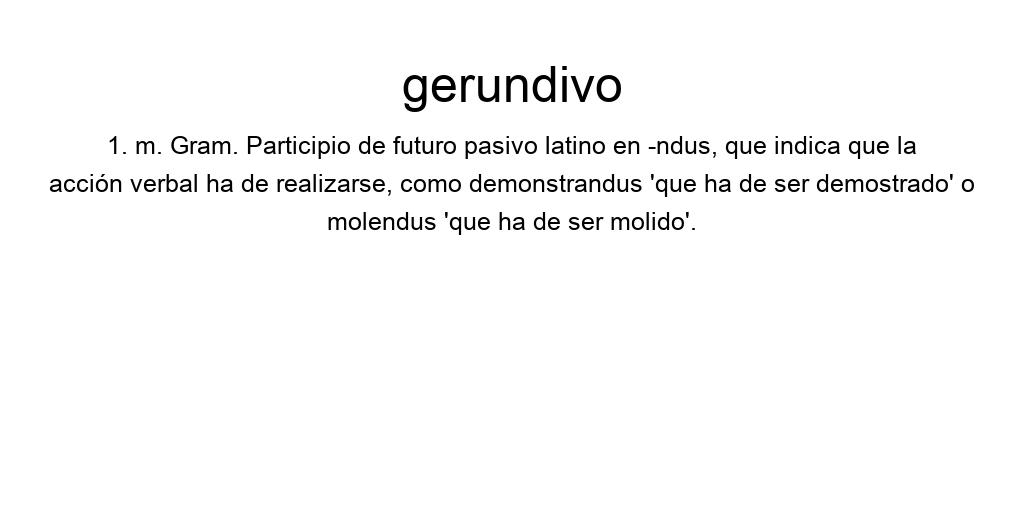 gerundivo
1. m. Gram. Participio de futuro pasivo latino en -ndus, que indica que la
acción verbal ha de realizarse, como demonstrandus 'que ha de ser demostrado' o
molendus 'que ha de ser molido'.